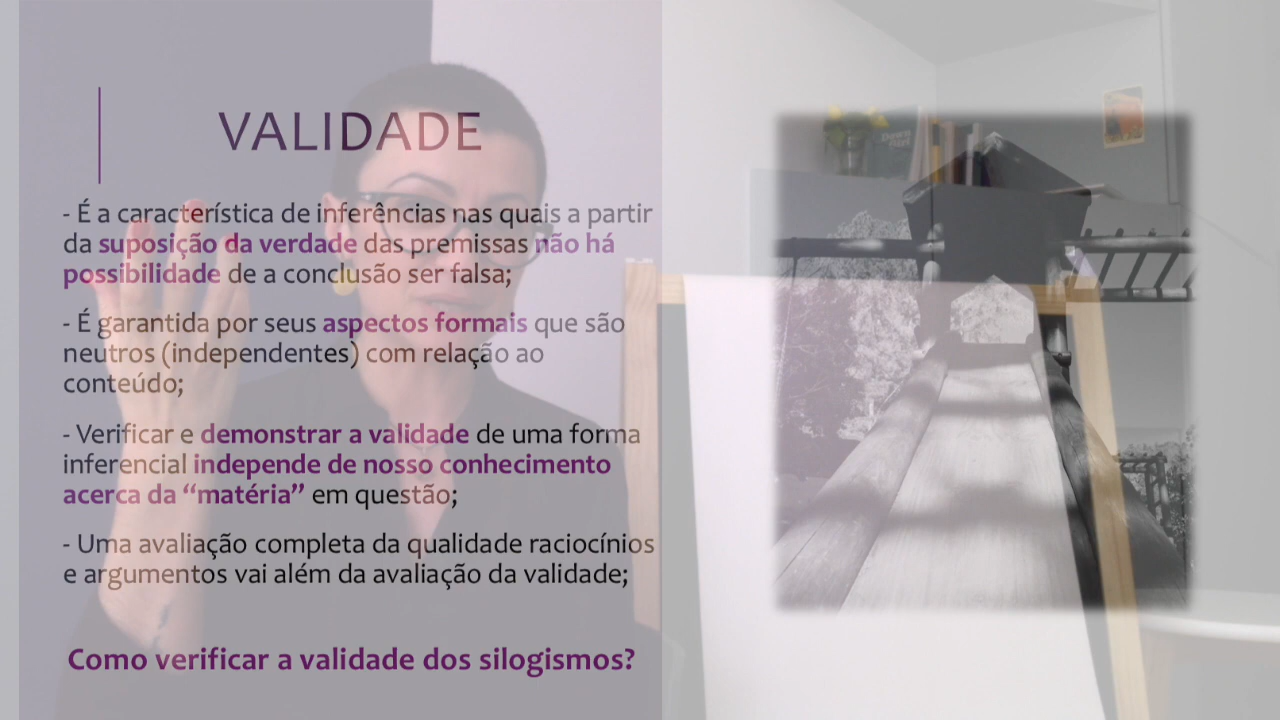 VALIDADE
- É a característica de inferências nas quais a partir
da suposição da verdade das premissas não há
possibilidade de a conclusão ser falsa;
- É garantida por seus aspectos formais que são
neutros (independentes) com relação ao
conteúdo;
- Verificar e demonstrar a validade de uma forma
inferencial independe de nosso conhecimento
acerca da “matéria” em questão;
- Uma avaliação completa da qualidade raciocínios
e argumentos vai além da avaliação da validade;
Como verificar a validade dos silogismos?